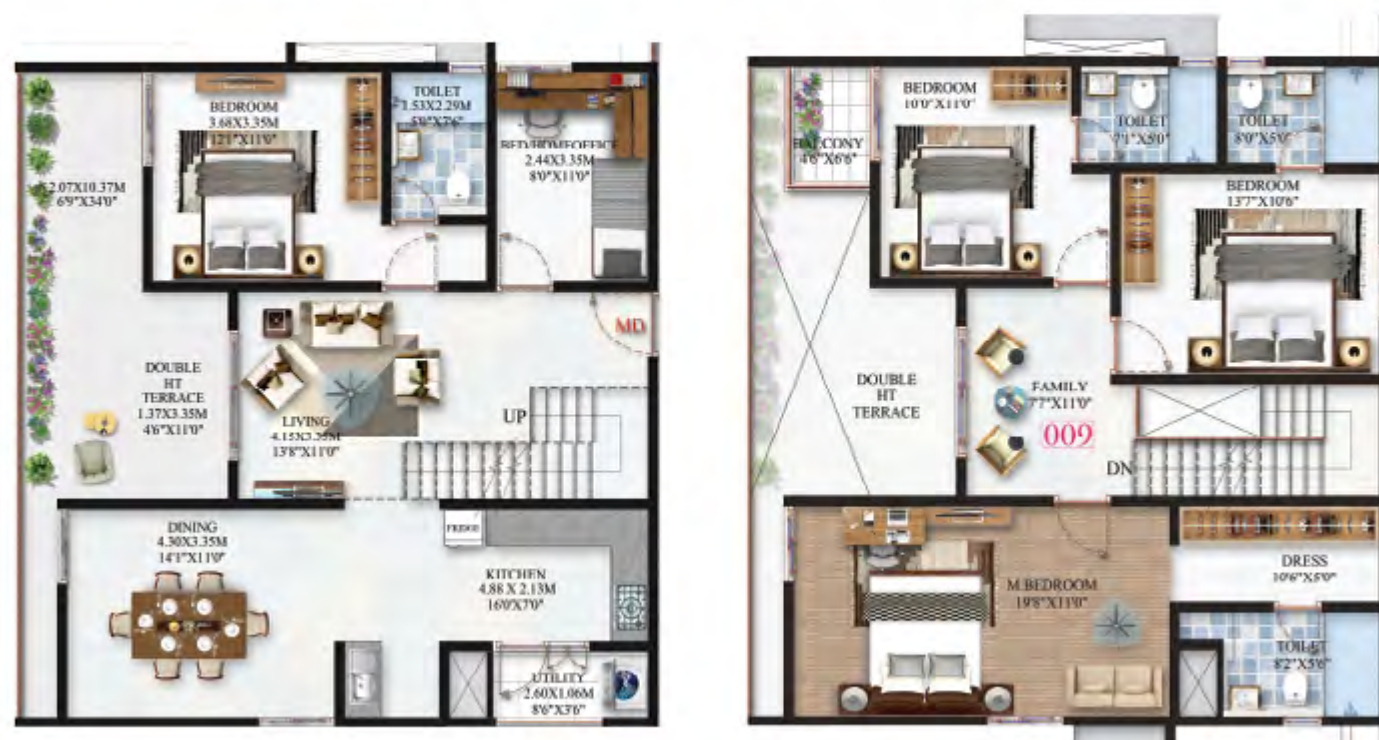 BEDROOM
3.68X3.35M
12'1"X11'0"
TOILET
1.53X2.29M
5'0"X7'6"
BED/HOMEOFFICE
2.44X3.35M
8'0"X11'0"
2.07X10.37M
6'9"X34'0"
MD
DOUBLE
HT
TERRACE
1.37X3.35M
4'6"X11'0"
LIVING
4.15X3.35M
13'8"X11'0"
UP
DINING
4.30X3.35M
14'1"X11'0"
FRIDGE
KITCHEN
4.88 X 2.13M
16'0"X7'0"
UTILITY
2.60X1.06M
8'6"X3'6"
BALCONY
4'6"X6'6"
BEDROOM
10'0"X11'0"
TOILET
7'1"X5'0"
TOILET
8'0"X5'0"
BEDROOM
13'7"X10'6"
DOUBLE
HT
TERRACE
FAMILY
7'7"X11'0"
009
DN
M.BEDROOM
19'8"X11'0"
DRESS
10'6"X5'0"
TOILET
8'2"X5'6"